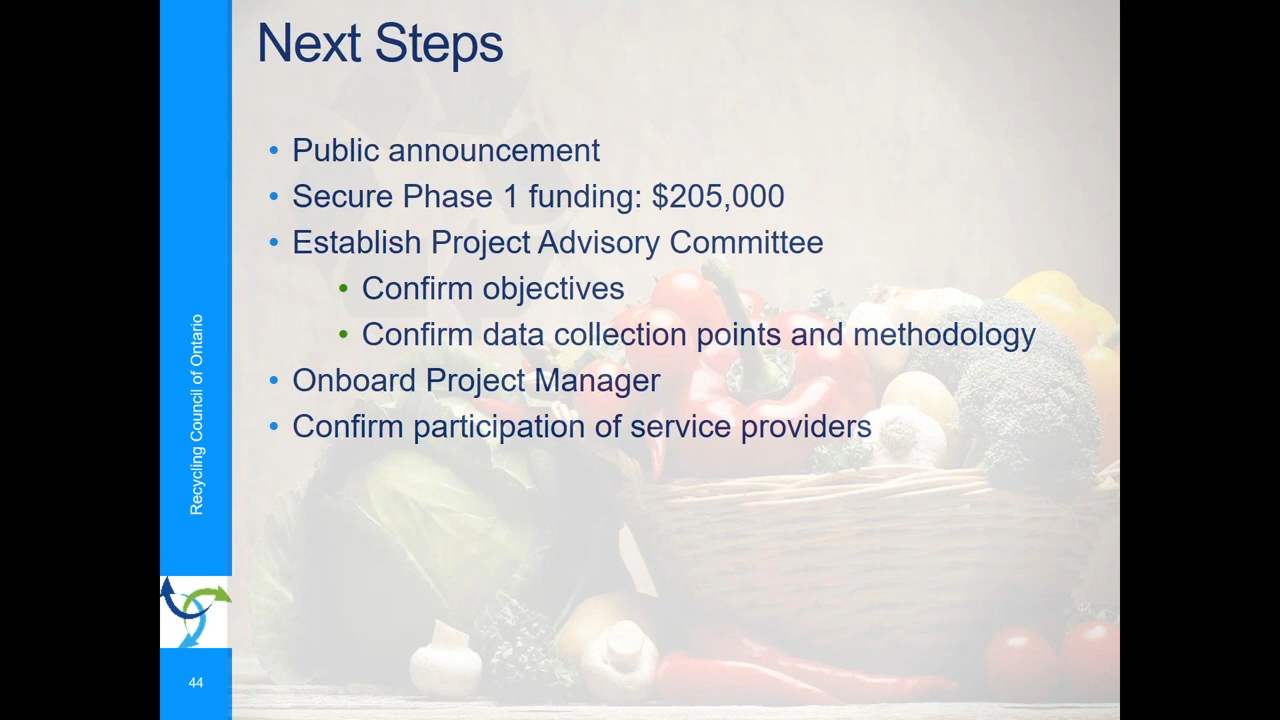 Next Steps
• Public announcement
• Secure Phase 1 funding: $205,000
• Establish Project Advisory Committee
• Confirm objectives
• Confirm data collection points and methodology
• Onboard Project Manager
• Confirm participation of service providers
Recycling Council of Ontario
44